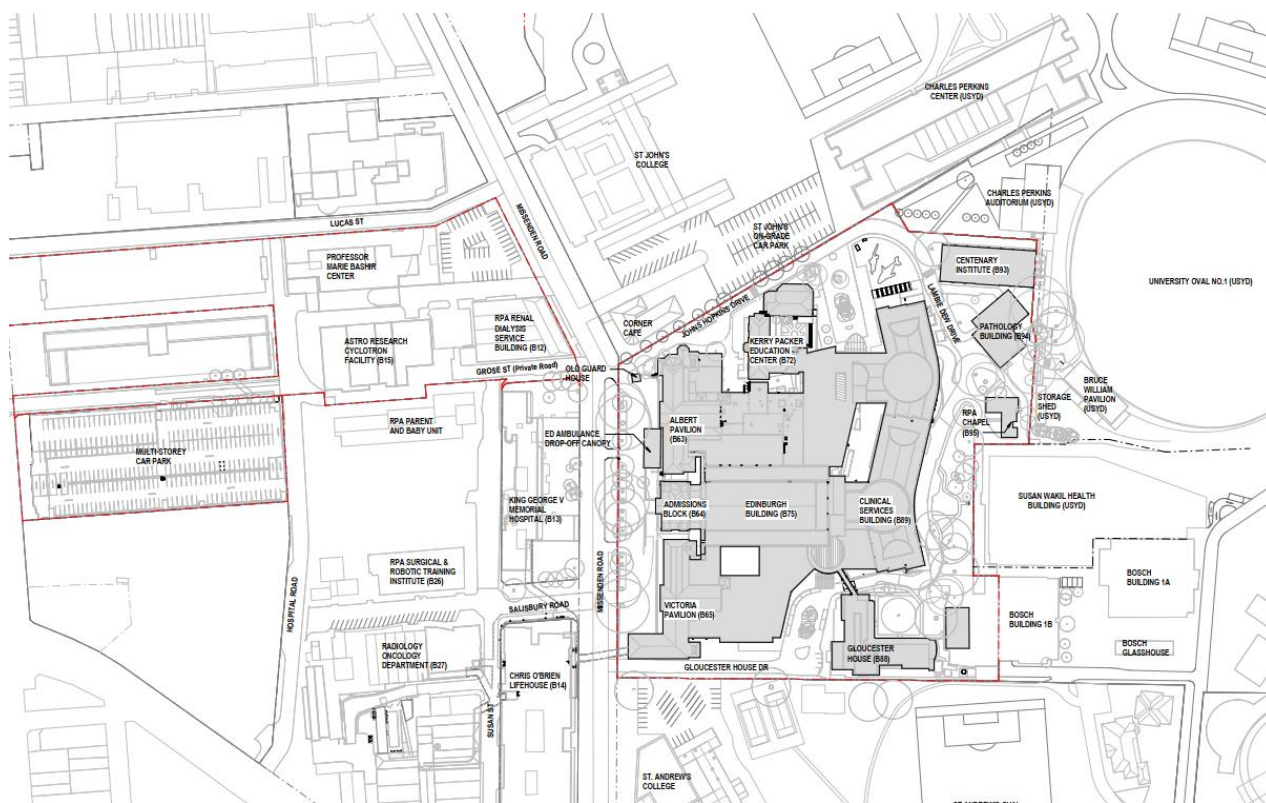 CHARLES PERKINS
CENTER (USYD)
ST JOHN'S
COLLEGE
CHARLES PERKINS
AUDITORIUM (USYD)
LUCAS ST
MISSENDEN ROAD
ST JOHN'S
ON-GRADE
CAR PARK
PROFESSOR
MARIE BASHIR
CENTER
CENTENARY
INSTITUTE (B93)
UNIVERSITY OVAL NO.1 (USYD)
LAMBIE DEW DRIVE
JOHNS HOPKINS DRIVE
CORNER
CAFE
RPA RENAL
DIALYSIS
SERVICE
BUILDING (B12)
ASTRO RESEARCH
CYCLOTRON
FACILITY (B15)
KERRY PACKER
EDUCATION
CENTER (B72)
PATHOLOGY
BUILDING (B94)
GROSE ST (Private Road)
OLD GUARD
HOUSE
BRUCE
WILLIAM
PAVILION
(USYD)
STORAGE
SHED
(USYD)
RPA
CHAPEL
(B95)
RPA PARENT
AND BABY UNIT
ALBERT
PAVILION
(B63)
ED AMBULANCE
DROP-OFF CANOPY
MULTI-STOREY
CAR PARK
KING GEORGE V
MEMORIAL
HOSPITAL (B13)
ADMISSIONS
BLOCK (B64)
EDINBURGH
BUILDING (B75)
CLINICAL
SERVICES
BUILDING (B89)
SUSAN WAKIL HEALTH
BUILDING (USYD)
RPA SURGICAL &
ROBOTIC TRAINING
INSTITUTE (B26)
MISSENDEN ROAD
HOSPITAL ROAD
SALISBURY ROAD
VICTORIA
PAVILION (B65)
BOSCH
BUILDING 1A
BOSCH
BUILDING 1B
BOSCH
GLASSHOUSE
RADIOLOGY
ONCOLOGY
DEPARTMENT (B27)
CHRIS O'BRIEN
LIFEHOUSE (B14)
GLOUCESTER
HOUSE (B88)
GLOUCESTER HOUSE DR
SUSAN ST
ST. ANDREW'S
COLLEGE